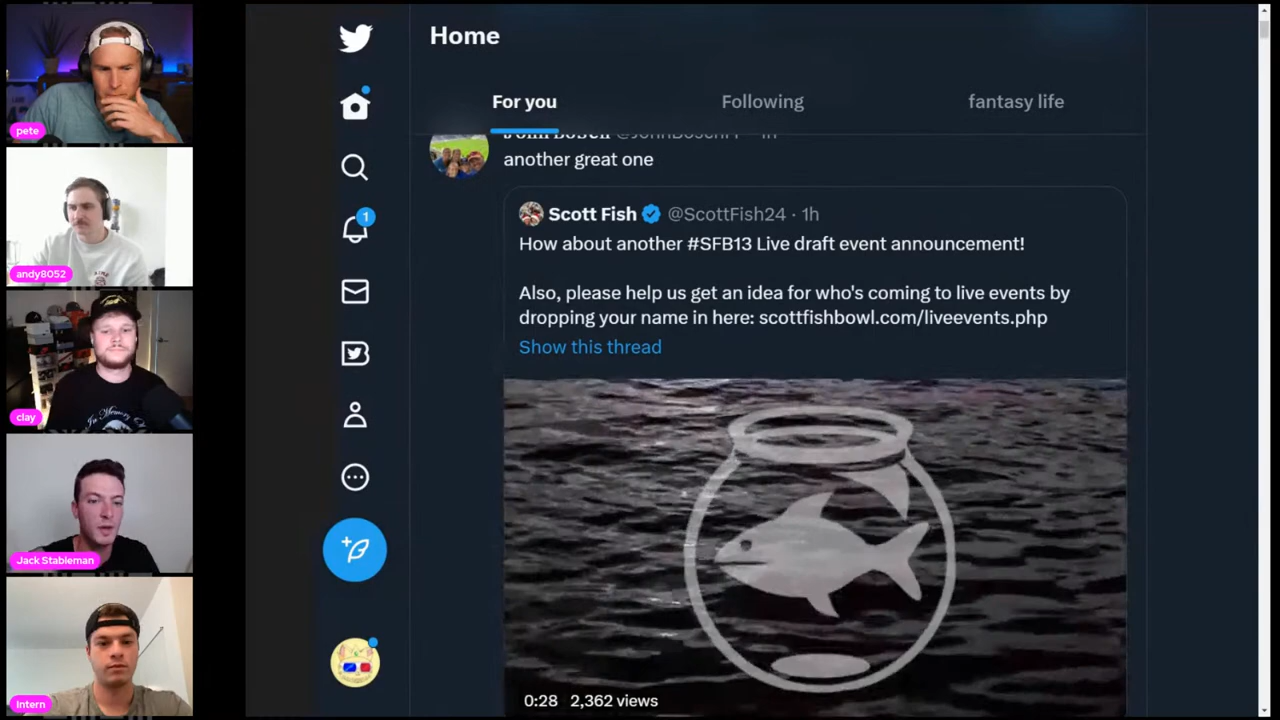 pete
andy8052
clay
Jack Stableman
intern
Home
For you
Following
fantasy life
1h
another great one
Scott Fish @ScottFish24 · 1h
How about another #SFB13 Live draft event announcement!
Also, please help us get an idea for who's coming to live events by
dropping your name in here: scottfishbowl.com/liveevents.php
Show this thread
1
0:28 2,362 views